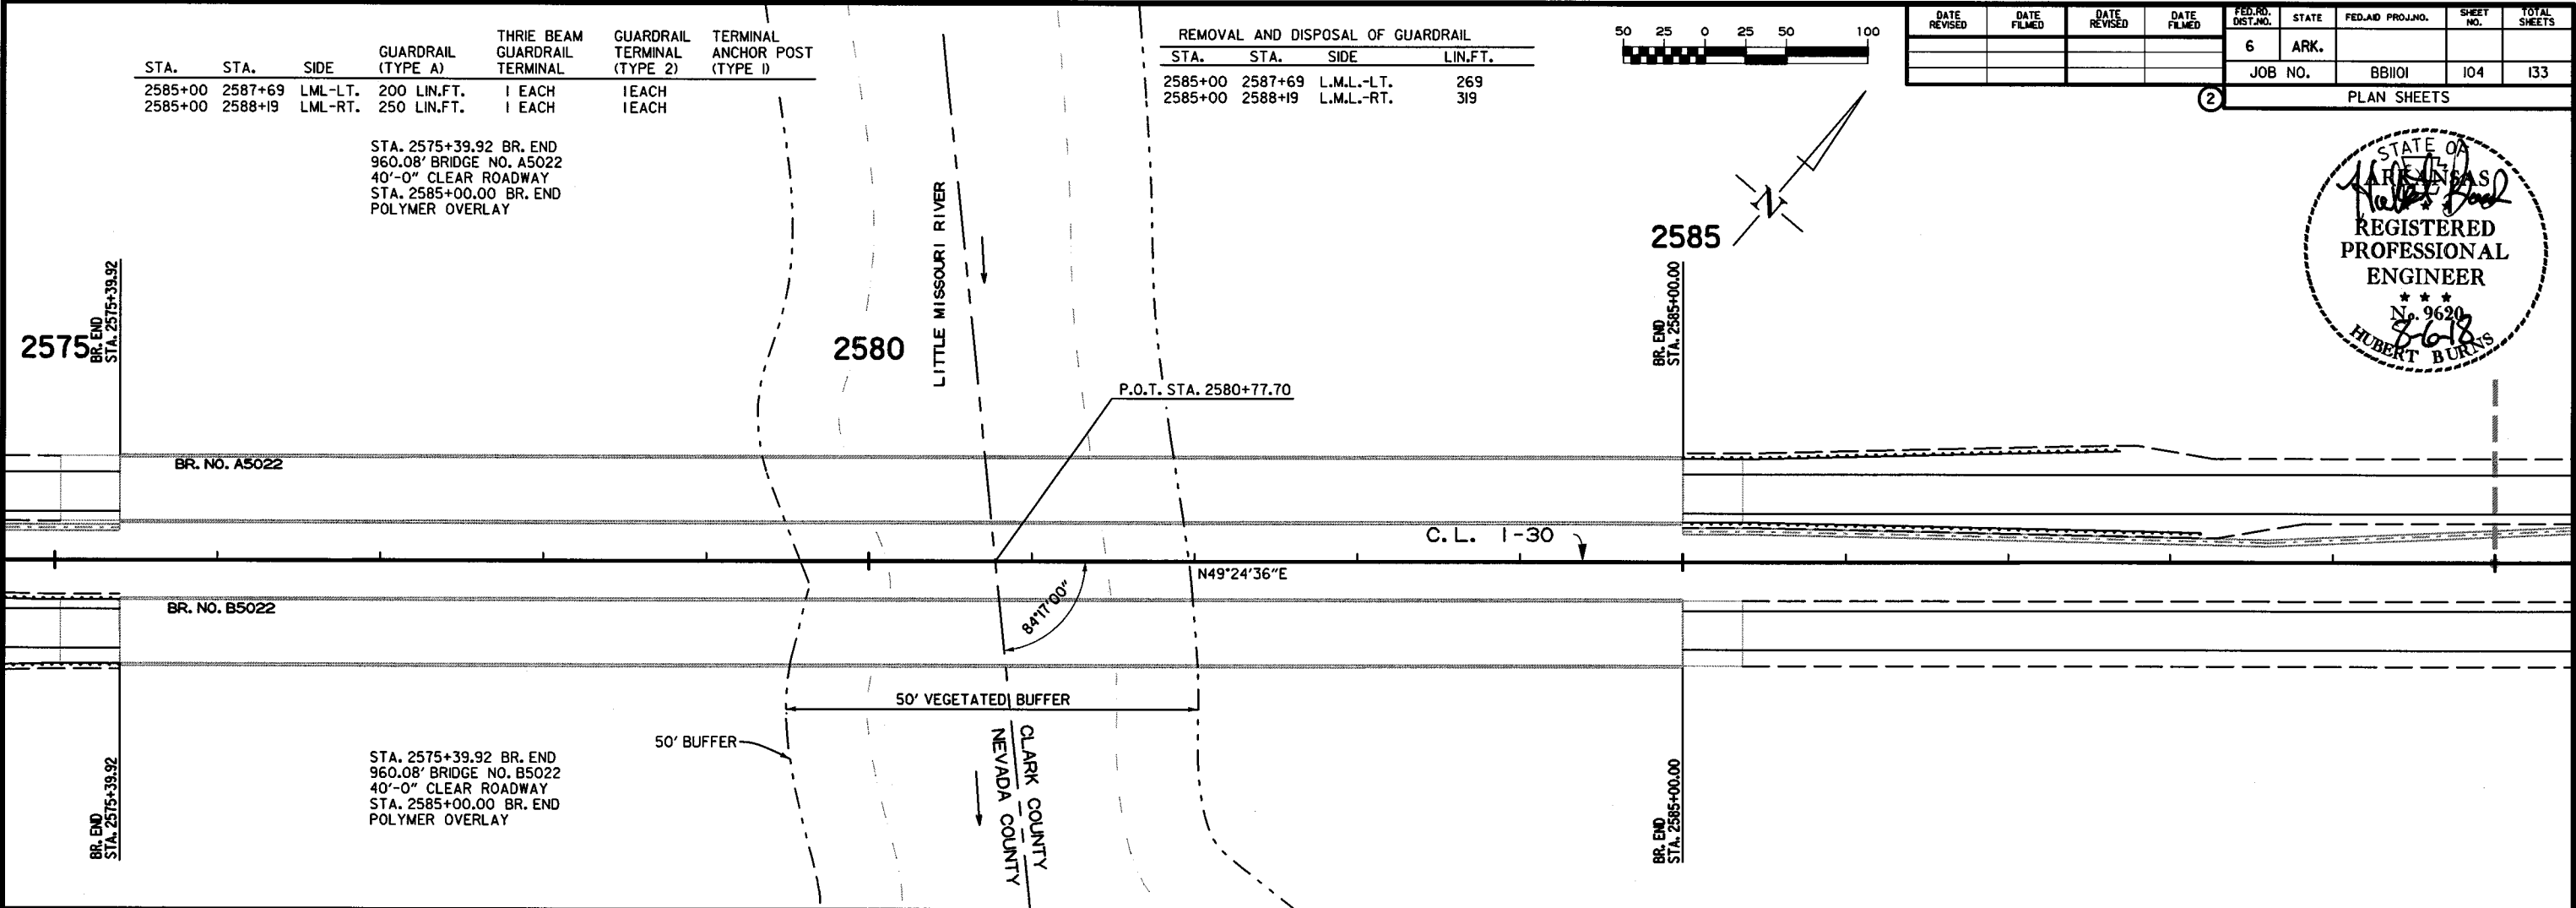 THRIE BEAM GUARDRAIL TERMINAL
GUARDRAIL GUARDRAIL TERMINAL ANCHOR POST
STA. STA. SIDE (TYPE A) TERMINAL (TYPE 2) (TYPE I)
2585+00 2587+69 LML-LT. 200 LIN.FT. 1 EACH 1 EACH
2585+00 2588+19 LML-RT. 250 LIN.FT. 1 EACH 1 EACH
REMOVAL AND DISPOSAL OF GUARDRAIL
STA. STA. SIDE LIN.FT.
2585+00 2587+69 L.M.L.-LT. 269
2585+00 2588+19 L.M.L.-RT. 319
50 25 0 25 50 100
DATE REVISED
DATE FILMED
DATE REVISED
DATE FILMED
FED.RD. DIST.NO.
STATE
FED.AID PROJ.NO.
SHEET NO.
TOTAL SHEETS
6 ARK.
JOB NO. BB1101 104 133
2 PLAN SHEETS
STA. 2575+39.92 BR. END
960.08' BRIDGE NO. A5022
40'-0" CLEAR ROADWAY
STA. 2585+00.00 BR. END
POLYMER OVERLAY
STATE OF
ARKANSAS
★ ★ ★
REGISTERED
PROFESSIONAL
ENGINEER
★ ★ ★
No. 9620
8-6-18
HUBERT BURNS
N
LITTLE MISSOURI RIVER
2575
BR. END
STA. 2575+39.92
2580
2585
BR. END
STA. 2585+00.00
P.O.T. STA. 2580+77.70
BR. NO. A5022
C.L. I-30
N49°24'36"E
84°17'00"
BR. NO. B5022
50' VEGETATED BUFFER
50' BUFFER
CLARK COUNTY
NEVADA COUNTY
STA. 2575+39.92 BR. END
960.08' BRIDGE NO. B5022
40'-0" CLEAR ROADWAY
STA. 2585+00.00 BR. END
POLYMER OVERLAY
BR. END
STA. 2575+39.92
BR. END
STA. 2585+00.00